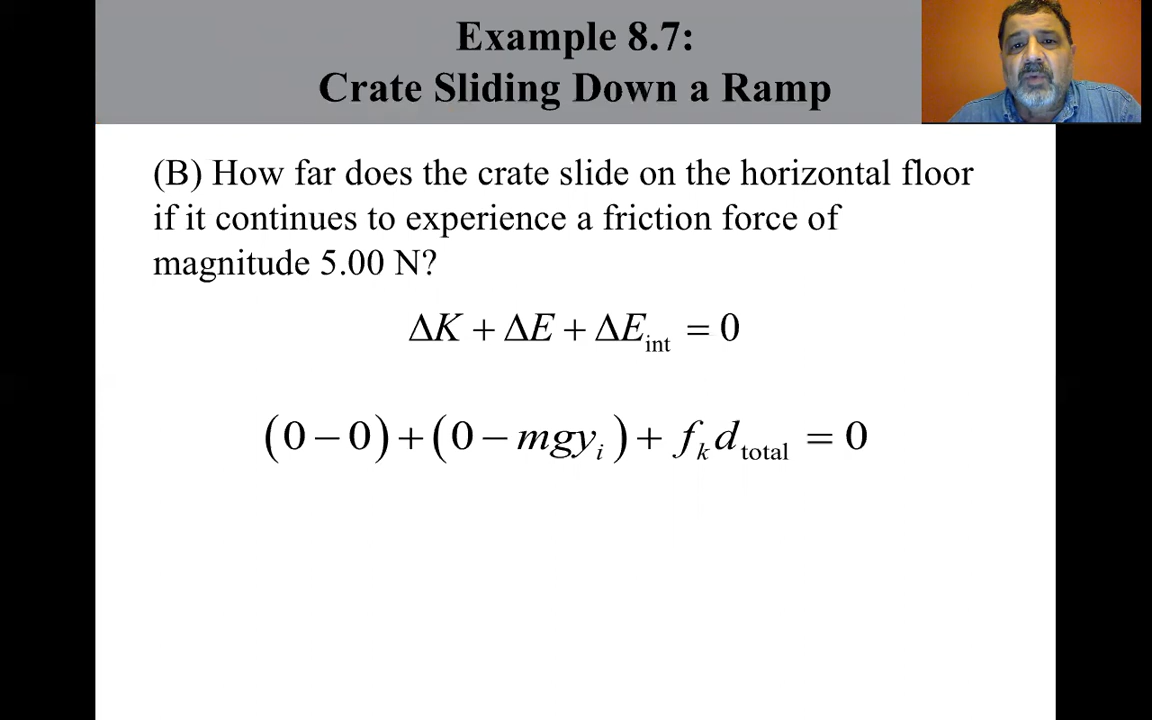 Example 8.7:
Crate Sliding Down a Ramp
(B) How far does the crate slide on the horizontal floor
if it continues to experience a friction force of
magnitude 5.00 N?
ΔK + ΔE + ΔE_int = 0
(0 − 0) + (0 − mgy_i) + f_k d_total = 0